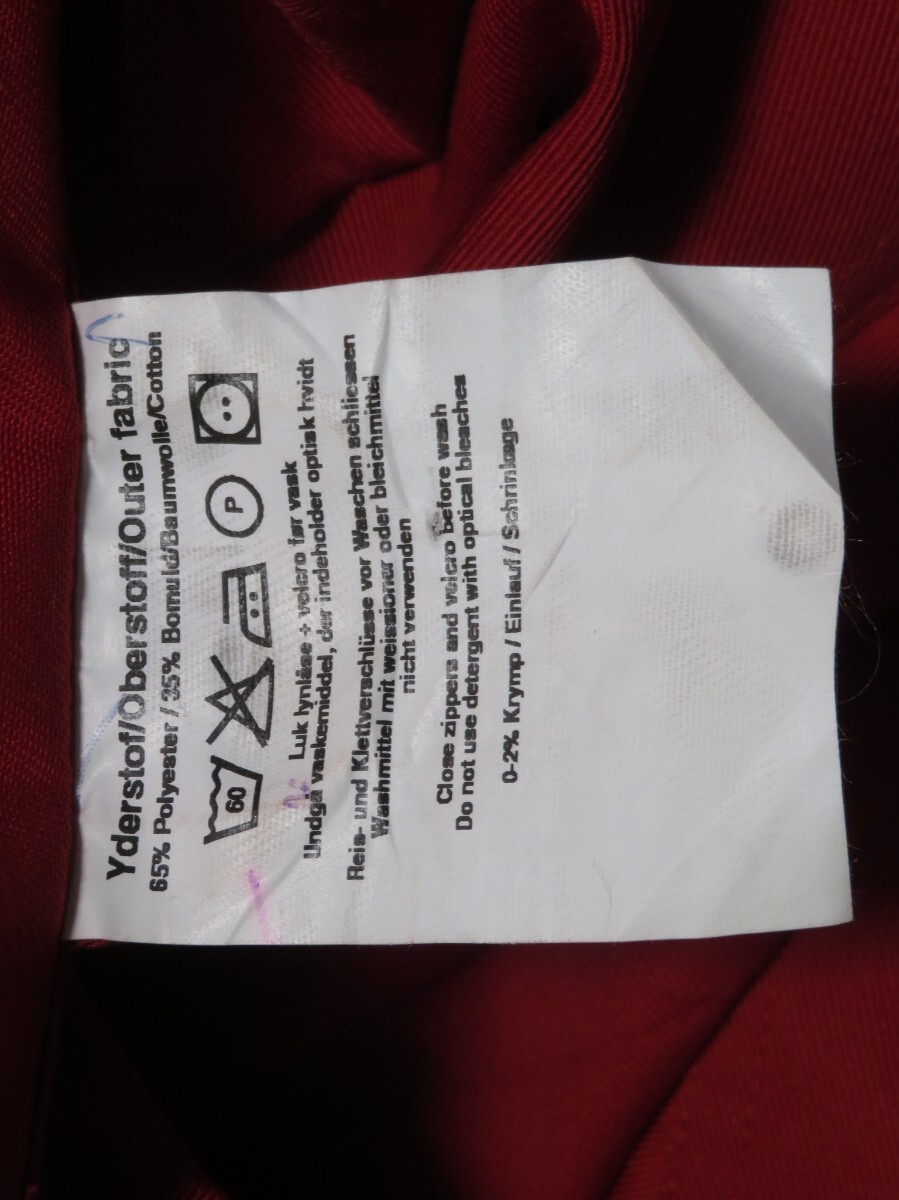 Yderstof/Oberstoff/Outer fabric
65% Polyester / 35% Bomuld/Baumwolle/Cotton
60 P
Luk lynlåse + velcro før vask
Undgå vaskemiddel, der indeholder optisk hvidt
Reis- und Klettverschlüsse vor Waschen schliessen
Washmittel mit weissioner oder bleichmittel
nicht verwenden
Close zippers and velcro before wash
Do not use detergent with optical bleaches
0-2% Krymp / Einlauf / Schrinkage